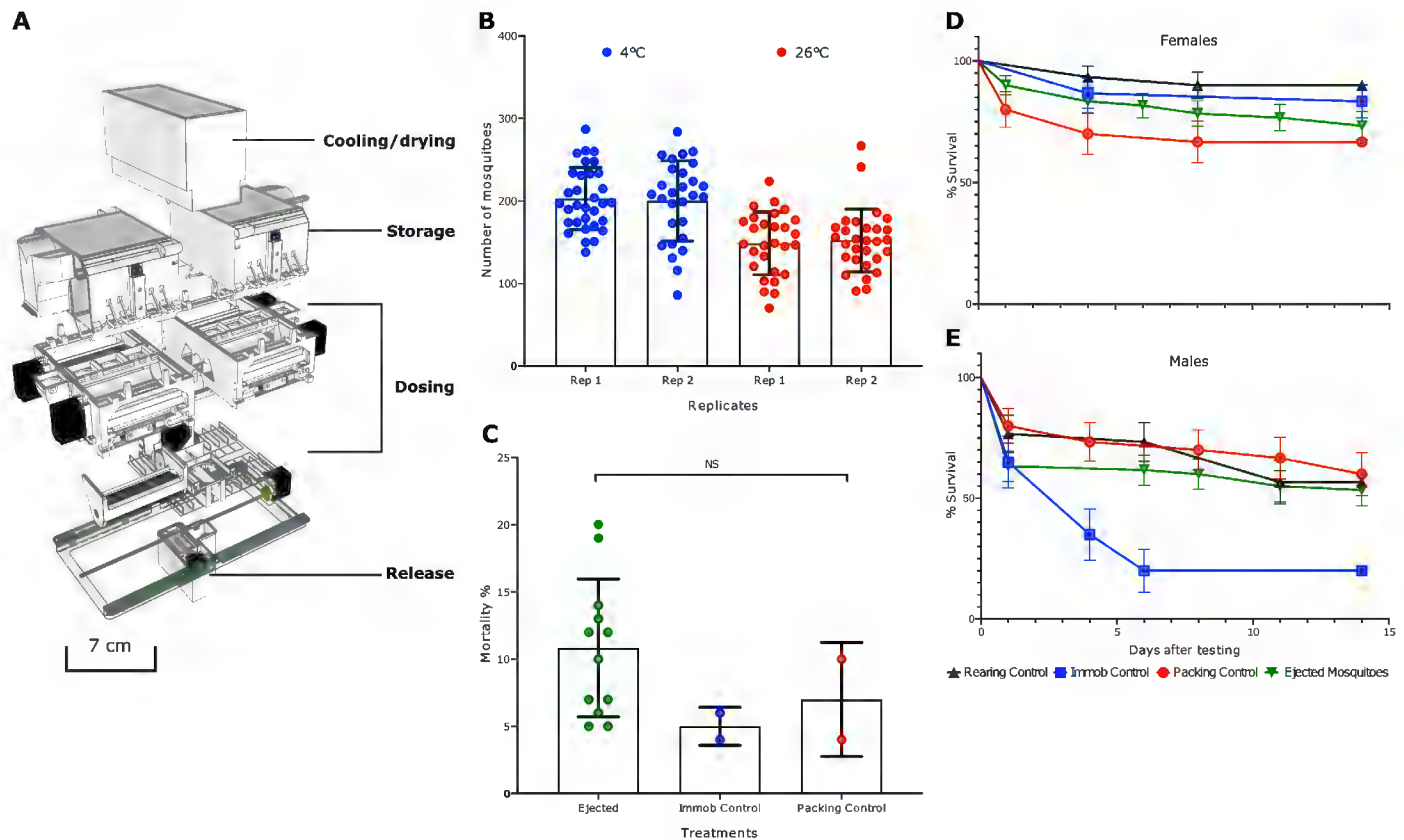 A
Cooling/drying
Storage
Dosing
Release
7 cm
B
4°C
26°C
Number of mosquitoes
400
300
200
100
0
Rep 1
Rep 2
Rep 1
Rep 2
Replicates
C
NS
Mortality %
25
20
15
10
5
0
Ejected
Immob Control
Packing Control
Treatments
D
Females
% Survival
100
50
0
E
Males
% Survival
100
50
0
0
5
10
15
Days after testing
Rearing Control
Immob Control
Packing Control
Ejected Mosquitoes